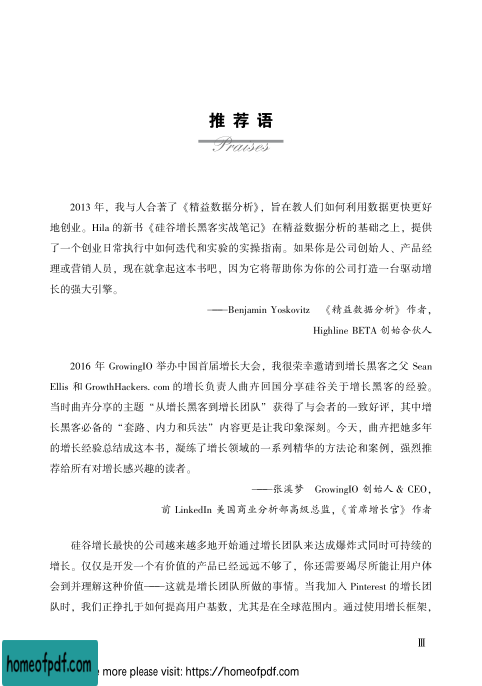 推荐语
Praises
2013 年，我与人合著了《精益数据分析》，旨在教人们如何利用数据更快更好
地创业。Hila 的新书《硅谷增长黑客实战笔记》在精益数据分析的基础之上，提供
了一个创业日常执行中如何迭代和实验的实操指南。如果你是公司创始人、产品经
理或营销人员，现在就拿起这本书吧，因为它将帮助你为你的公司打造一台驱动增
长的强大引擎。
——Benjamin Yoskovitz 《精益数据分析》作者，
Highline BETA 创始合伙人
2016 年 GrowingIO 举办中国首届增长大会，我很荣幸邀请到增长黑客之父 Sean
Ellis 和 GrowthHackers. com 的增长负责人曲卉回国分享硅谷关于增长黑客的经验。
当时曲卉分享的主题“从增长黑客到增长团队”获得了与会者的一致好评，其中增
长黑客必备的“套路、内力和兵法”内容更是让我印象深刻。今天，曲卉把她多年
的增长经验总结成这本书，凝练了增长领域的一系列精华的方法论和案例，强烈推
荐给所有对增长感兴趣的读者。
——张溪梦 GrowingIO 创始人 & CEO，
前 LinkedIn 美国商业分析部高级总监，《首席增长官》作者
硅谷增长最快的公司越来越多地开始通过增长团队来达成爆炸式同时可持续的
增长。仅仅是开发一个有价值的产品已经远远不够了，你还需要竭尽所能让用户体
会到并理解这种价值——这就是增长团队所做的事情。当我加入 Pinterest 的增长团
队时，我们正挣扎于如何提高用户基数，尤其是在全球范围内。通过使用增长框架，
Ⅲ
homeofpdf.com
e more please visit: https://homeofpdf.com